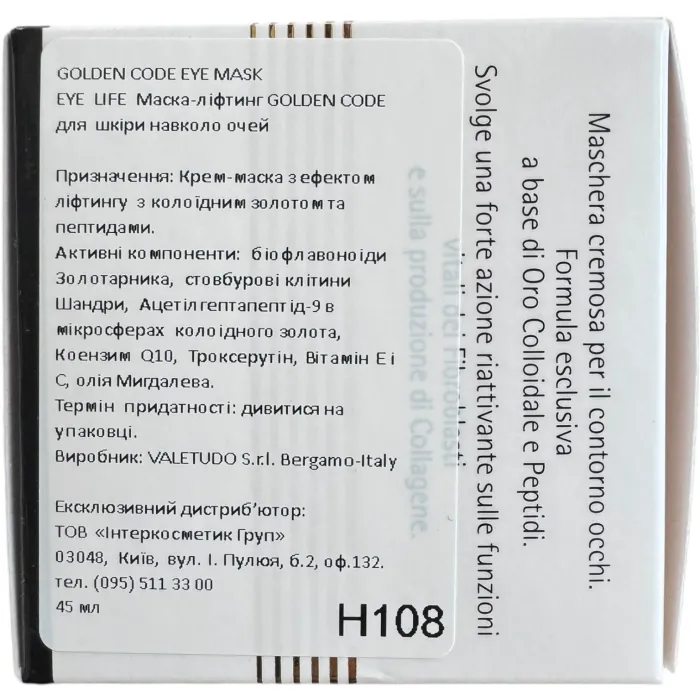 GOLDEN CODE EYE MASK
EYE LIFE Маска-ліфтинг GOLDEN CODE
для шкіри навколо очей
Призначення: Крем-маска з ефектом
ліфтингу з колоїдним золотом та
пептидами.
Активні компоненти: біофлавоноїди
Золотарника, стовбурові клітини
Шандри, Ацетілгептапептід-9 в
мікросферах колоідного золота,
Коензим Q10, Троксерутін, Вітамін Е і
С, олія Мигдалева.
Термін придатності: дивитися на
упаковці.
Виробник: VALETUDO S.r.l. Bergamo-Italy
Ексклюзивний дистриб’ютор:
ТОВ «Інтеркосметик Груп»
03048, Київ, вул. І. Пулюя, б.2, оф.132.
тел. (095) 511 33 00
45 мл
H108
Maschera cremosa per il contorno occhi.
Formula esclusiva
a base di Oro Colloidale e Peptidi.
Svolge una forte azione riattivante sulle funzioni
vitali dei Fibroblasti
e sulla produzione di Collagene.